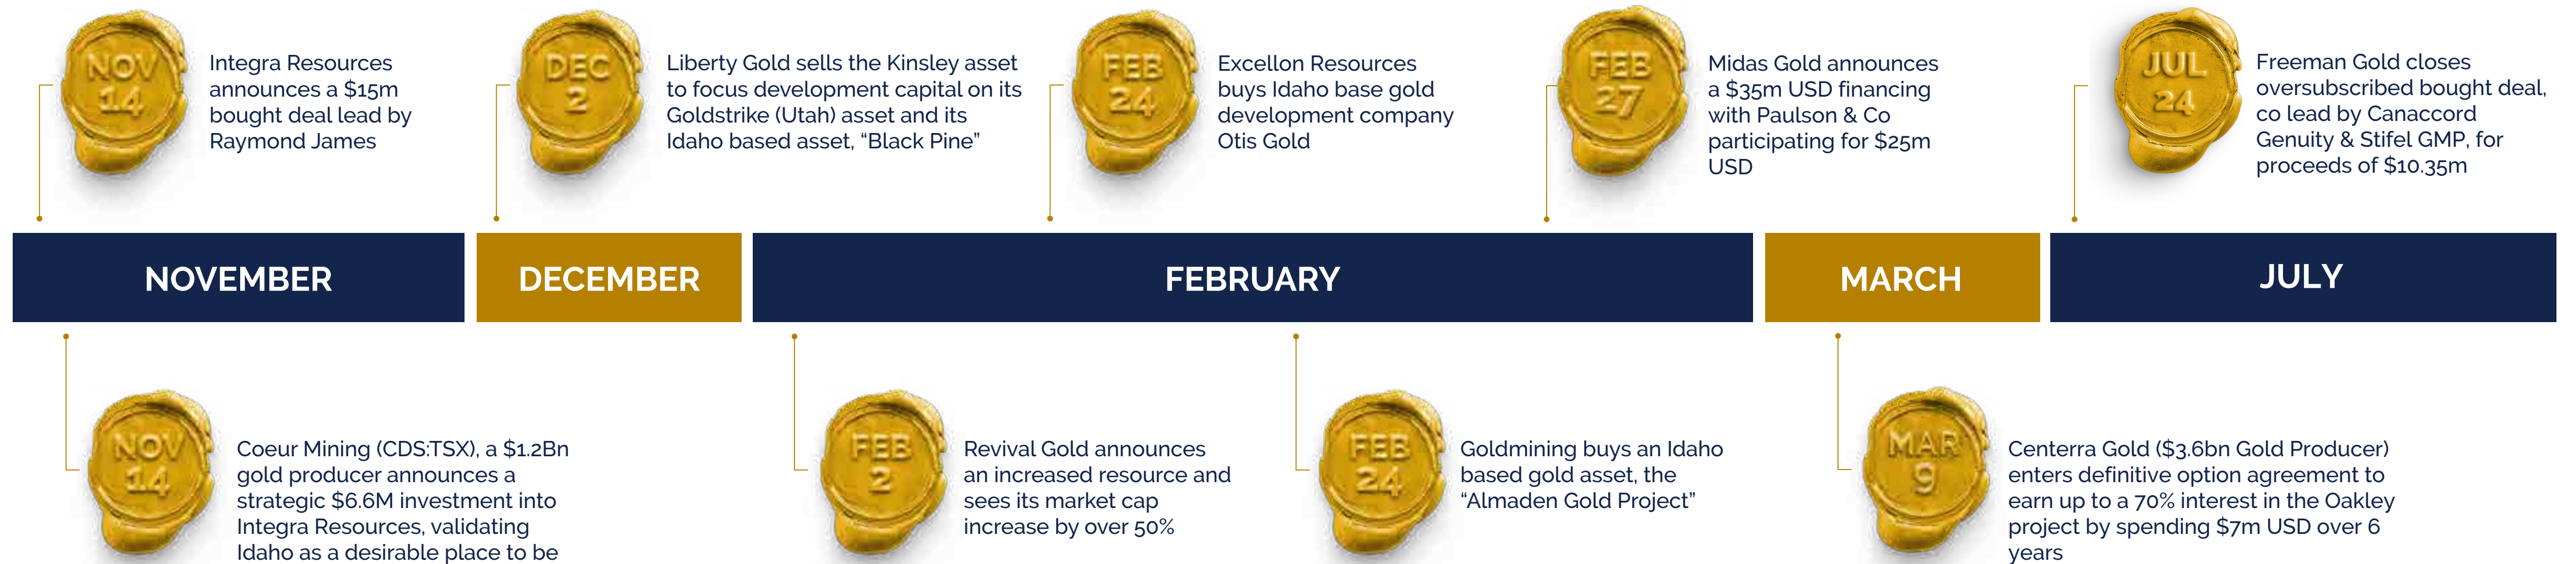 NOV
14
Integra Resources
announces a $15m
bought deal lead by
Raymond James
DEC
2
Liberty Gold sells the Kinsley asset
to focus development capital on its
Goldstrike (Utah) asset and its
Idaho based asset, “Black Pine”
FEB
24
Excellon Resources
buys Idaho base gold
development company
Otis Gold
FEB
27
Midas Gold announces
a $35m USD financing
with Paulson & Co
participating for $25m
USD
JUL
24
Freeman Gold closes
oversubscribed bought deal,
co lead by Canaccord
Genuity & Stifel GMP, for
proceeds of $10.35m
NOVEMBER
DECEMBER
FEBRUARY
MARCH
JULY
NOV
14
Coeur Mining (CDS:TSX), a $1.2Bn
gold producer announces a
strategic $6.6M investment into
Integra Resources, validating
Idaho as a desirable place to be
FEB
2
Revival Gold announces
an increased resource and
sees its market cap
increase by over 50%
FEB
24
Goldmining buys an Idaho
based gold asset, the
“Almaden Gold Project”
MAR
9
Centerra Gold ($3.6bn Gold Producer)
enters definitive option agreement to
earn up to a 70% interest in the Oakley
project by spending $7m USD over 6
years